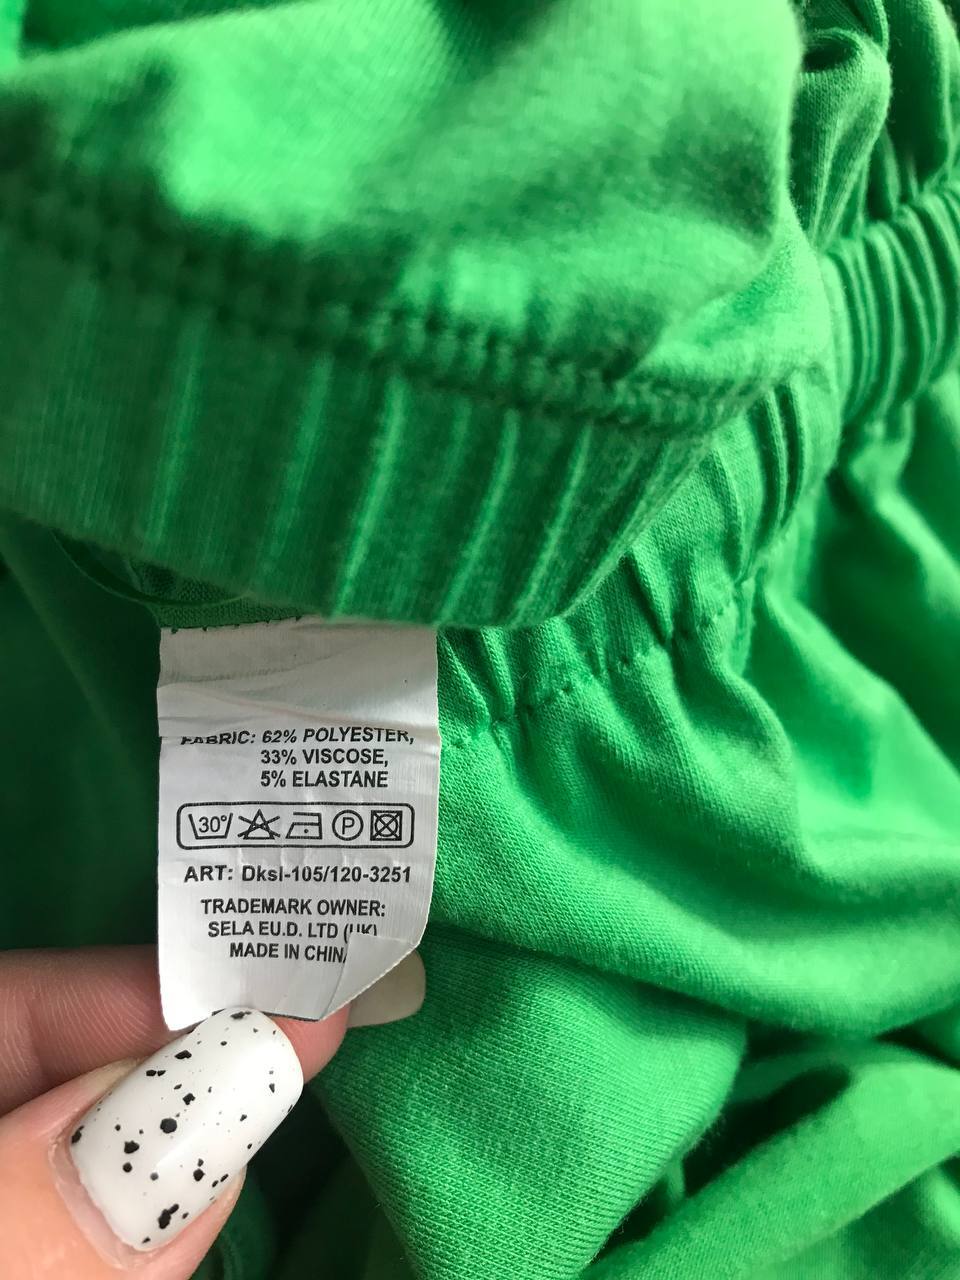 FABRIC: 62% POLYESTER,
33% VISCOSE,
5% ELASTANE
30° P
ART: Dksl-105/120-3251
TRADEMARK OWNER:
SELA EU.D. LTD (UK)
MADE IN CHIN